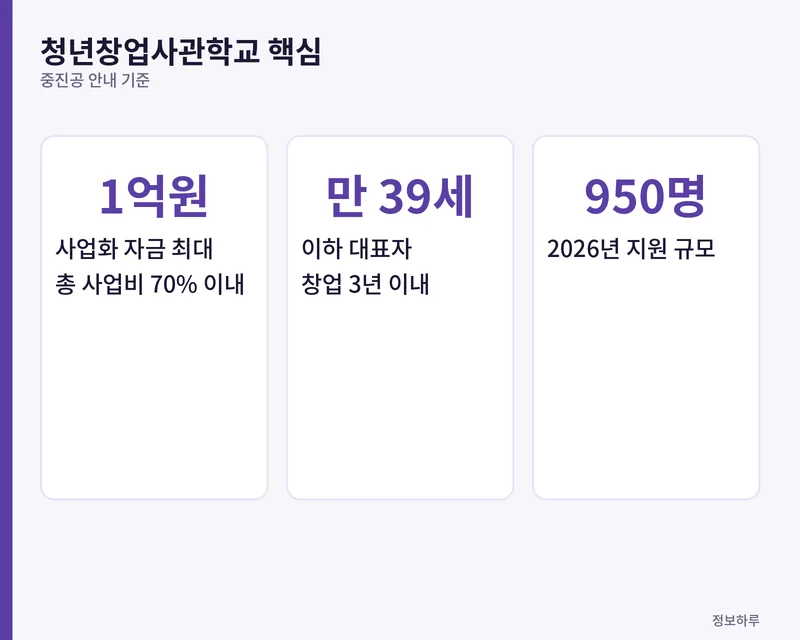 청년창업사관학교 핵심
중진공 안내 기준
1억원
사업화 자금 최대
총 사업비 70% 이내
만 39세
이하 대표자
창업 3년 이내
950명
2026년 지원 규모
정보하루